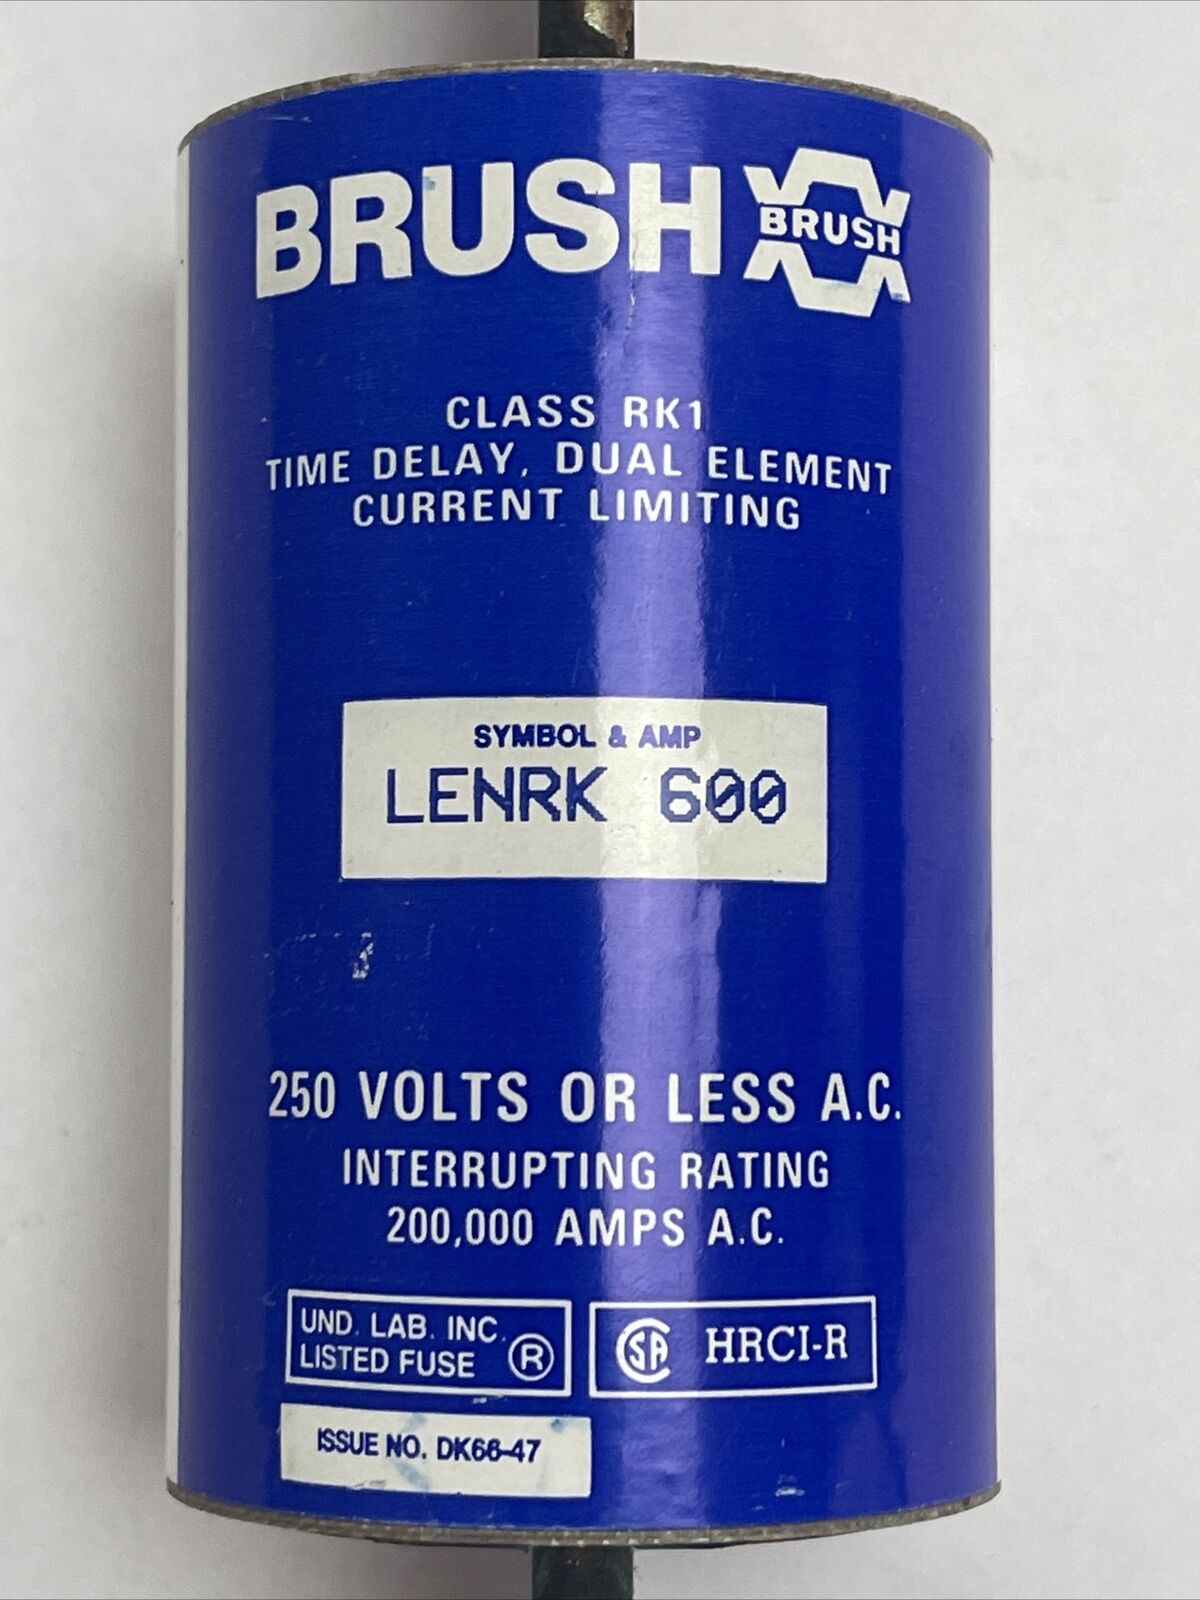 BRUSH BRUSH
CLASS RK1
TIME DELAY, DUAL ELEMENT
CURRENT LIMITING
SYMBOL & AMP
LENRK 600
250 VOLTS OR LESS A.C.
INTERRUPTING RATING
200,000 AMPS A.C.
UND. LAB. INC.
LISTED FUSE ®
SA HRCI-R
ISSUE NO. DK66-47